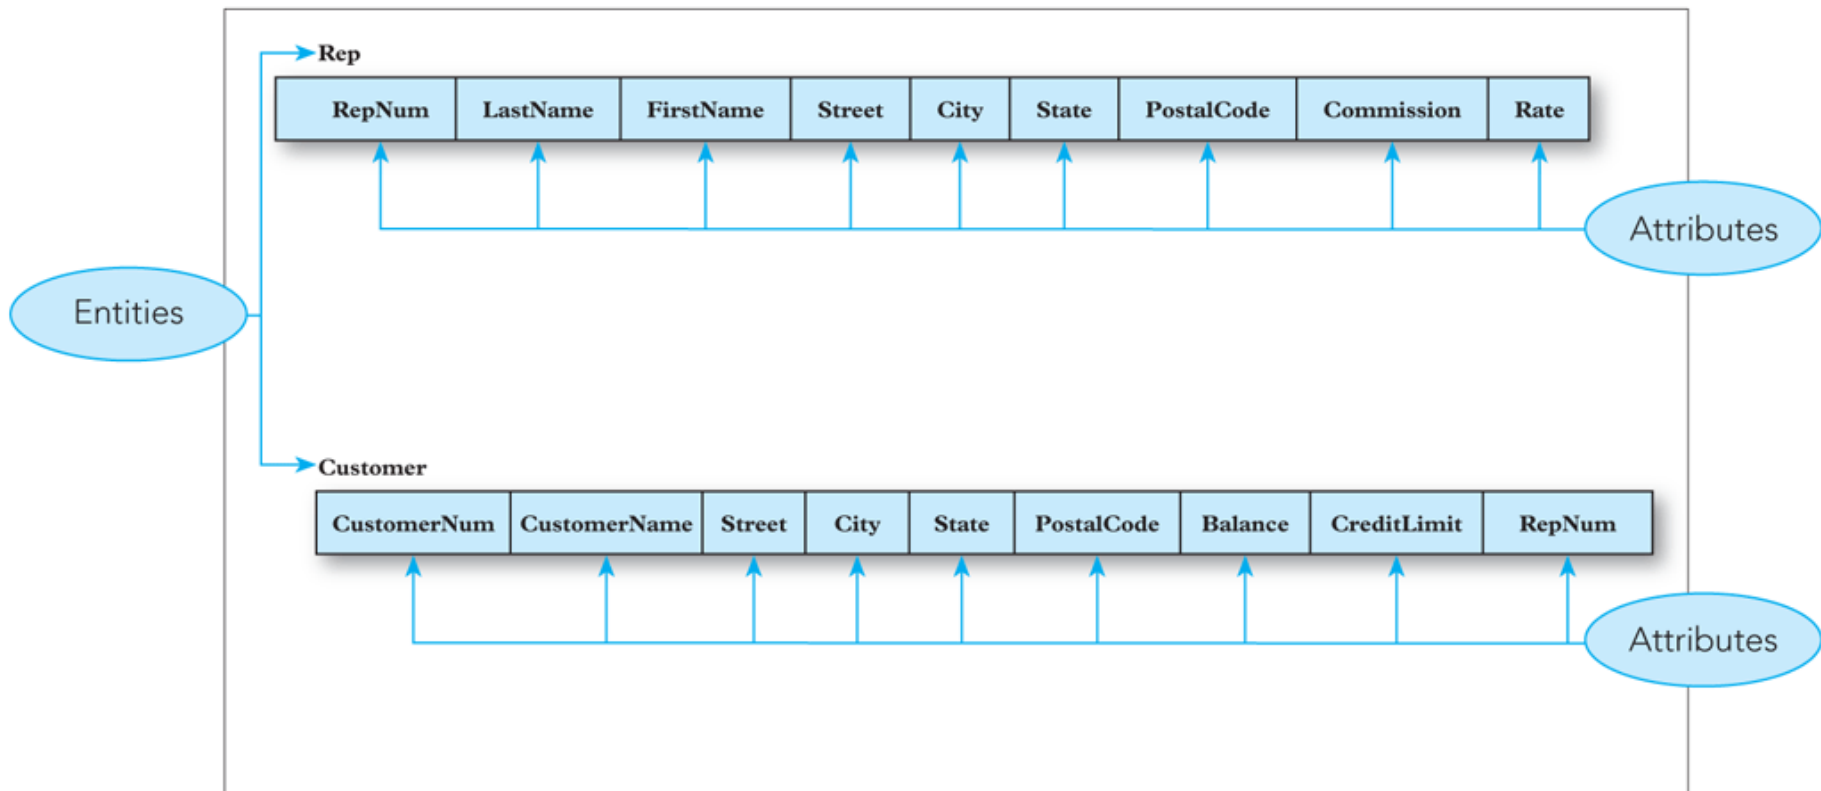 Rep
RepNum LastName FirstName Street City State PostalCode Commission Rate
Attributes
Entities
Customer
CustomerNum CustomerName Street City State PostalCode Balance CreditLimit RepNum
Attributes